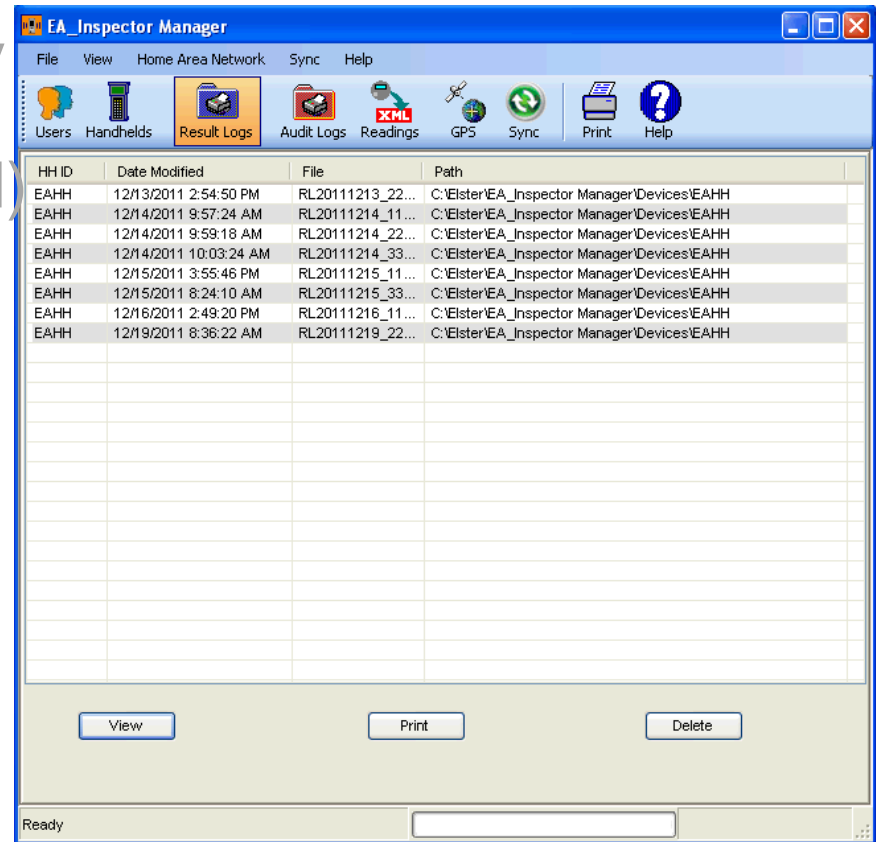 EA_Inspector Manager
File View Home Area Network Sync Help
XML
Users Handhelds Result Logs Audit Logs Readings GPS Sync Print Help
HH ID Date Modified File Path
EAHH 12/13/2011 2:54:50 PM RL20111213_22... C:\Elster\EA_Inspector Manager\Devices\EAHH
EAHH 12/14/2011 9:57:24 AM RL20111214_11... C:\Elster\EA_Inspector Manager\Devices\EAHH
EAHH 12/14/2011 9:59:18 AM RL20111214_22... C:\Elster\EA_Inspector Manager\Devices\EAHH
EAHH 12/14/2011 10:03:24 AM RL20111214_33... C:\Elster\EA_Inspector Manager\Devices\EAHH
EAHH 12/15/2011 3:55:46 PM RL20111215_11... C:\Elster\EA_Inspector Manager\Devices\EAHH
EAHH 12/15/2011 8:24:10 AM RL20111215_33... C:\Elster\EA_Inspector Manager\Devices\EAHH
EAHH 12/16/2011 2:49:20 PM RL20111216_11... C:\Elster\EA_Inspector Manager\Devices\EAHH
EAHH 12/19/2011 8:36:22 AM RL20111219_22... C:\Elster\EA_Inspector Manager\Devices\EAHH
View Print Delete
Ready